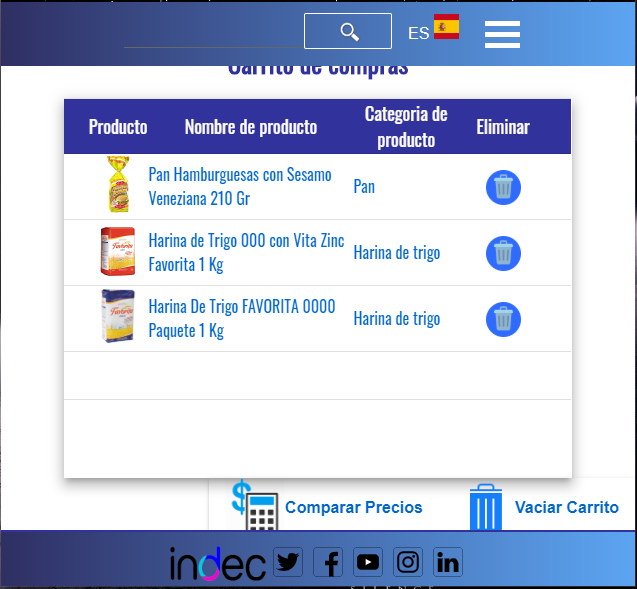 ES
Carrito de compras
Producto
Nombre de producto
Categoria de
producto
Eliminar
Pan Hamburguesas con Sesamo
Veneziana 210 Gr
Pan
Harina de Trigo 000 con Vita Zinc
Favorita 1 Kg
Harina de trigo
Harina De Trigo FAVORITA 0000
Paquete 1 Kg
Harina de trigo
Comparar Precios
Vaciar Carrito
indec
SILENCE